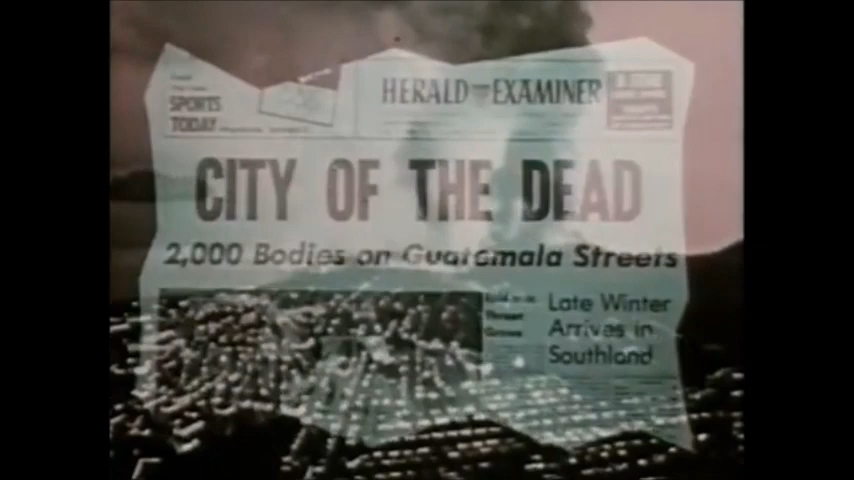 SPORTS
TODAY
HERALD EXAMINER
CITY OF THE DEAD
2,000 Bodies on Guatemala Streets
Late Winter
Arrives in
Southland